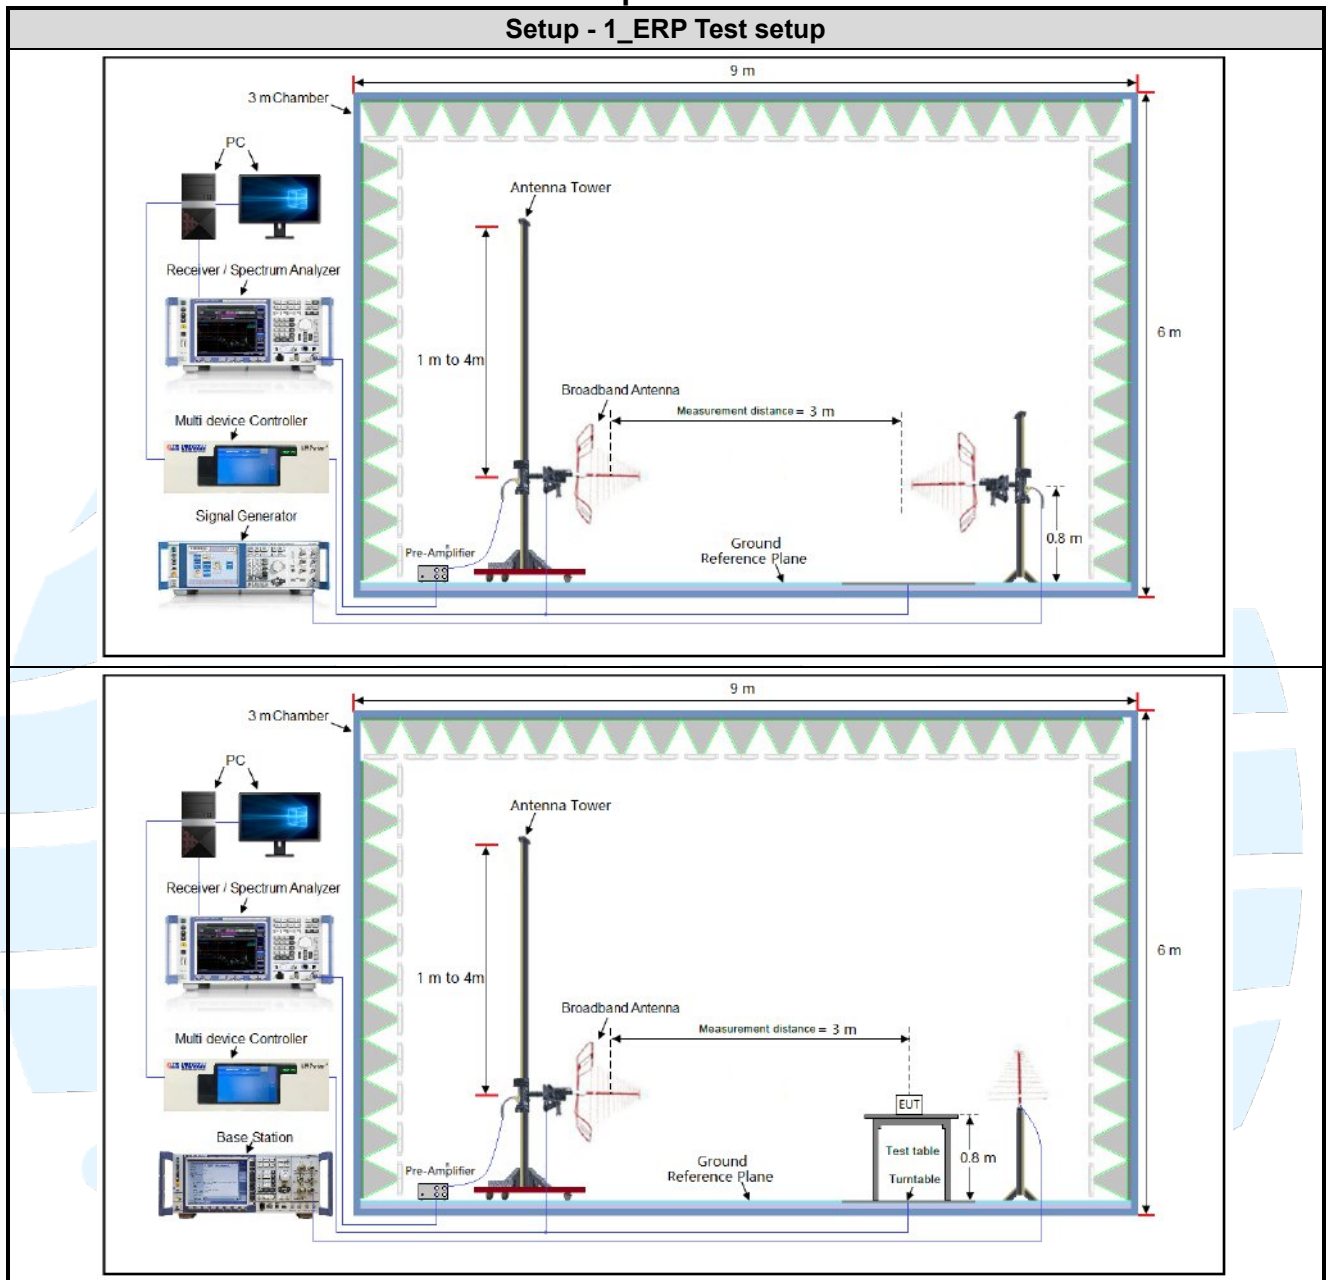 Setup - 1_ERP Test setup
9 m
3 m Chamber
PC
Antenna Tower
Receiver / Spectrum Analyzer
6 m
1 m to 4m
Broadband Antenna
Measurement distance = 3 m
Multi device Controller
Signal Generator
0.8 m
Ground
Reference Plane
Pre-Amplifier
9 m
3 m Chamber
PC
Antenna Tower
Receiver / Spectrum Analyzer
6 m
1 m to 4m
Broadband Antenna
Measurement distance = 3 m
Multi device Controller
EUT
Base Station
Test table
0.8 m
Ground
Reference Plane
Pre-Amplifier
Turntable